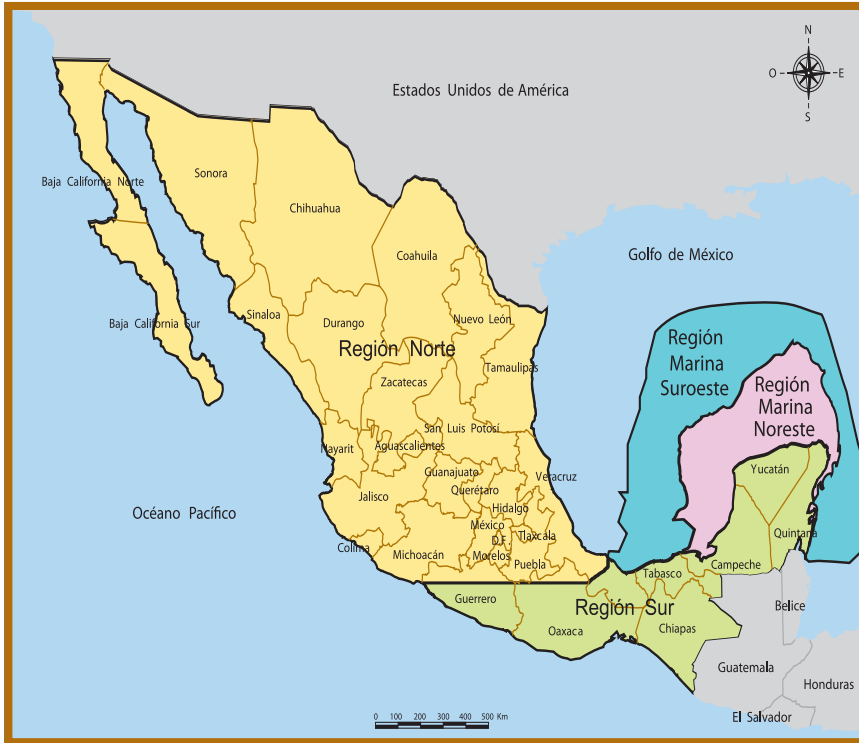 N
O
E
S
Estados Unidos de América
Baja California Norte
Sonora
Chihuahua
Coahuila
Golfo de México
Baja California Sur
Sinaloa
Durango
Nuevo León
Región Norte
Tamaulipas
Zacatecas
Región
Marina
Suroeste
Región
Marina
Noreste
San Luis Potosí
Nayarit
Aguascalientes
Guanajuato
Veracruz
Yucatán
Querétaro
Jalisco
Hidalgo
Océano Pacífico
México
D.F.
Tlaxcala
Quintana
Colima
Michoacán
Morelos
Puebla
Tabasco
Campeche
Guerrero
Región Sur
Belice
Oaxaca
Chiapas
Guatemala
Honduras
El Salvador
0 100 200 300 400 500 Km